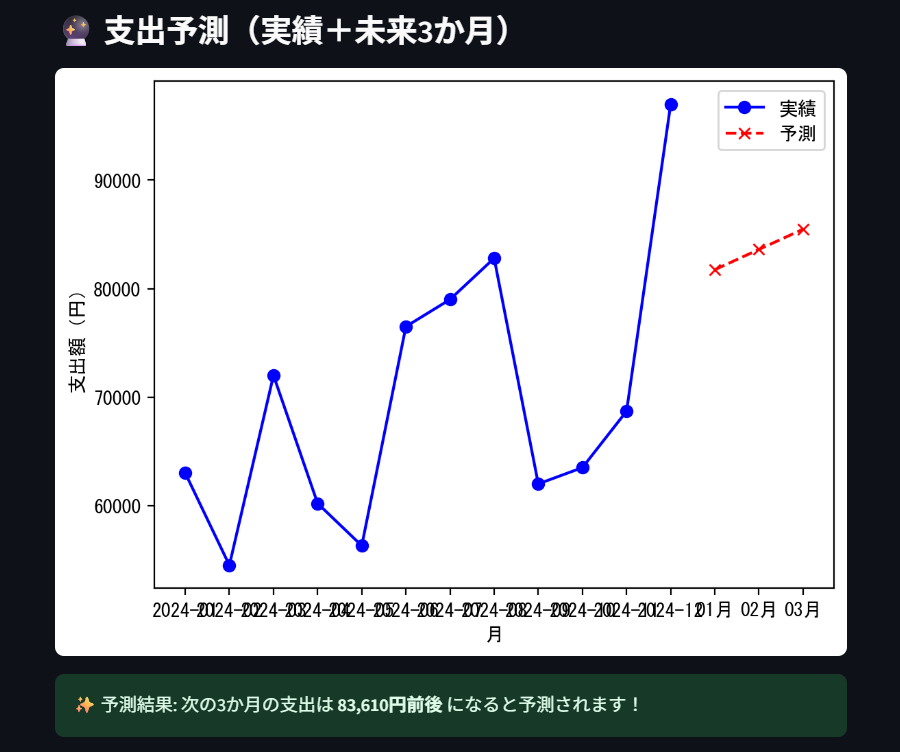 🔮 支出予測（実績＋未来3か月）
実績
予測
90000
80000
70000
60000
支出額（円）
2024-01 2024-02 2024-03 2024-04 2024-05 2024-06 2024-07 2024-08 2024-09 2024-10 2024-11 2024-12 01月 02月 03月
月
✨ 予測結果: 次の3か月の支出は 83,610円前後 になると予測されます！